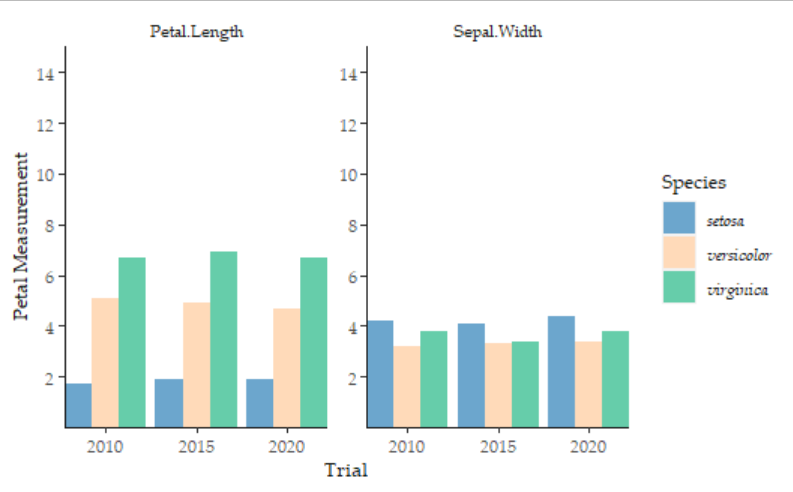 Petal.Length
Sepal.Width
14
12
10
8
6
4
2
14
12
10
8
6
4
2
Petal Measurement
2010 2015 2020
2010 2015 2020
Trial
Species
setosa
versicolor
virginica